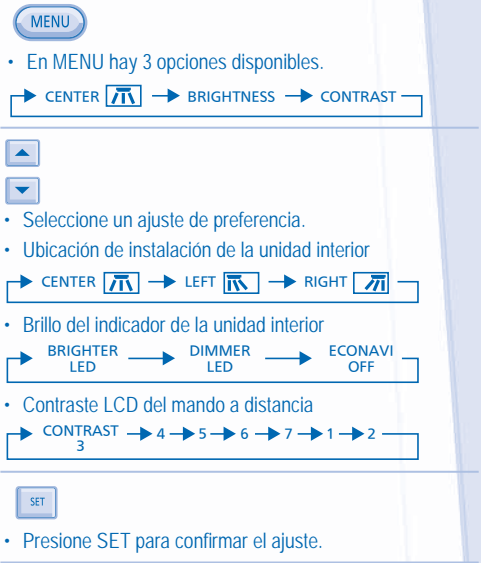 MENU
• En MENU hay 3 opciones disponibles.
CENTER BRIGHTNESS CONTRAST
• Seleccione un ajuste de preferencia.
• Ubicación de instalación de la unidad interior
CENTER LEFT RIGHT
• Brillo del indicador de la unidad interior
BRIGHTER DIMMER ECONAVI
LED LED OFF
• Contraste LCD del mando a distancia
CONTRAST 4 5 6 7 1 2
3
SET
• Presione SET para confirmar el ajuste.